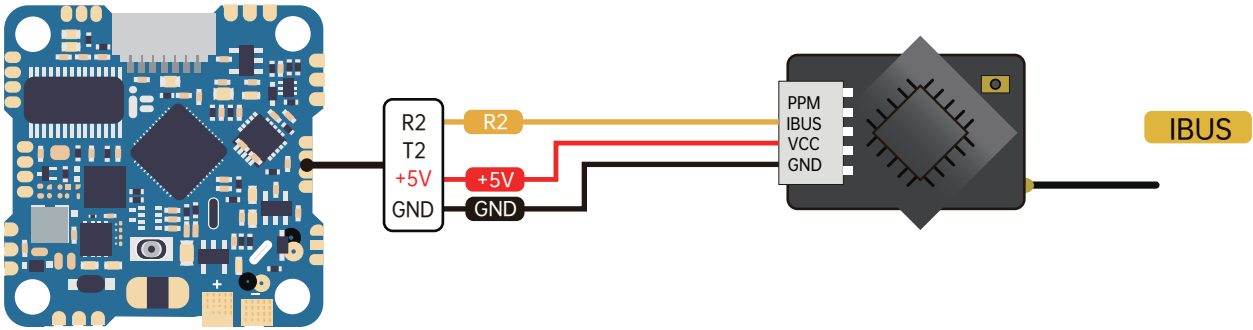 R2
T2
+5V
GND
R2
+5V
GND
PPM
IBUS
VCC
GND
IBUS
+
-